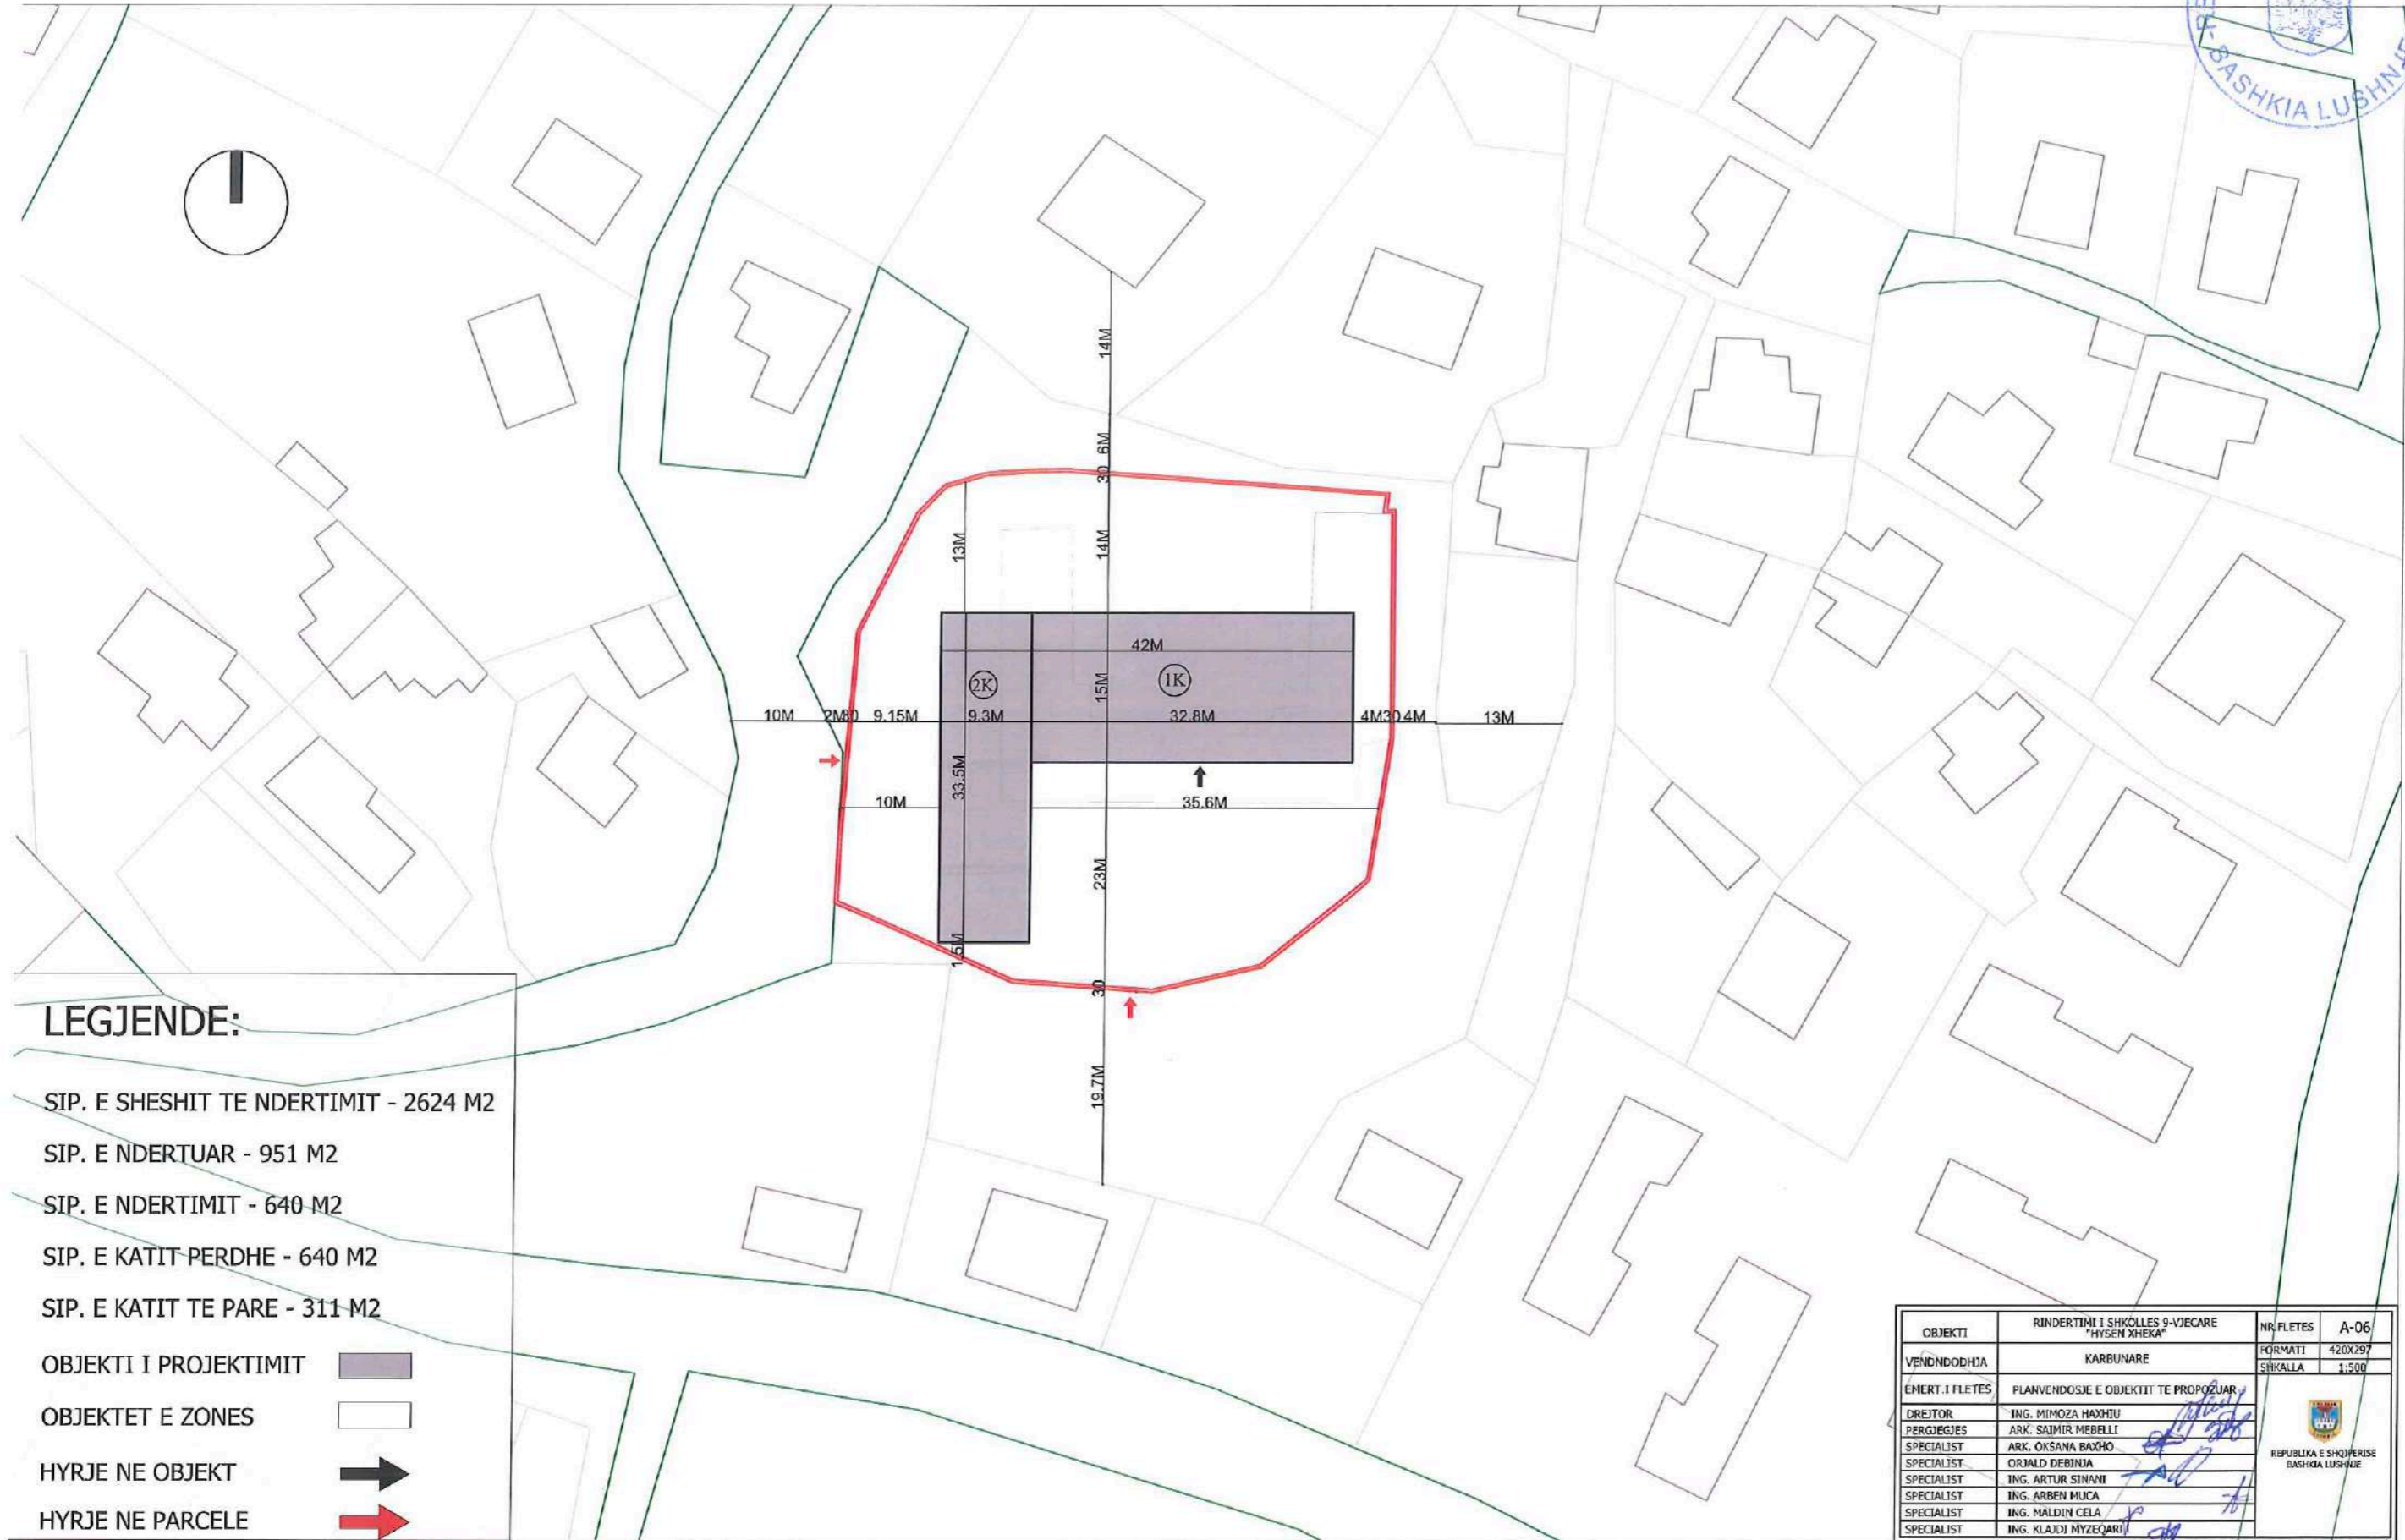 BASHKIA LUSHNJE
14M
6M
30
13M
14M
42M
2K
15M
1K
10M
2M
30
9.15M
9.3M
32.8M
4M
30
4M
13M
33.5M
10M
35.6M
23M
1.5M
30
19.7M
LEGJENDE:
SIP. E SHESHIT TE NDERTIMIT - 2624 M2
SIP. E NDERTUAR - 951 M2
SIP. E NDERTIMIT - 640 M2
SIP. E KATIT PERDHE - 640 M2
SIP. E KATIT TE PARE - 311 M2
OBJEKTI I PROJEKTIMIT
OBJEKTET E ZONES
HYRJE NE OBJEKT
HYRJE NE PARCELE
OBJEKTI
RINDERTIMI I SHKOLLES 9-VJECARE
"HYSEN XHEKA"
NR.FLETES
A-06
VENDNDODHJA
KARBUNARE
FORMATI
420X297
SHKALLA
1:500
EMERT.I FLETES
PLANVENDOSJE E OBJEKTIT TE PROPOZUAR
DREJTOR
ING. MIMOZA HAXHIU
PERGJEGJES
ARK. SAIMIR MEBELLI
SPECIALIST
ARK. OKSANA BAXHO
SPECIALIST
ORJALD DEBINJA
SPECIALIST
ING. ARTUR SINANI
SPECIALIST
ING. ARBEN MUCA
SPECIALIST
ING. MALDIN CELA
SPECIALIST
ING. KLAJDI MYZEQARI
REPUBLIKA E SHQIPERISE
BASHKIA LUSHNJE